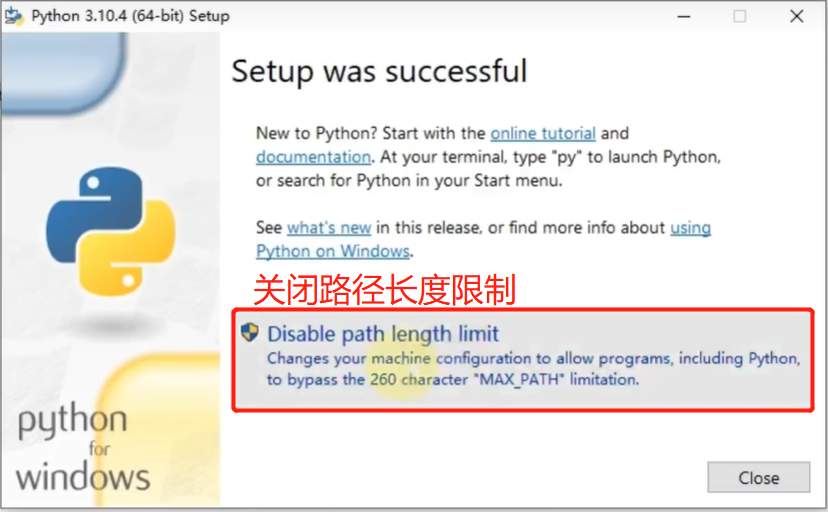 Python 3.10.4 (64-bit) Setup
Setup was successful
New to Python? Start with the online tutorial and
documentation. At your terminal, type "py" to launch Python,
or search for Python in your Start menu.
See what's new in this release, or find more info about using
Python on Windows.
关闭路径长度限制
Disable path length limit
Changes your machine configuration to allow programs, including Python,
to bypass the 260 character "MAX_PATH" limitation.
python
for
windows
Close